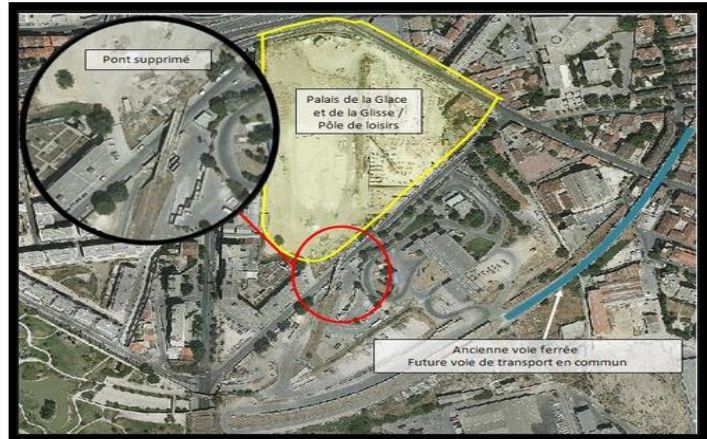 Pont supprimé
Palais de la Glace
et de la Glisse /
Pôle de loisirs
Ancienne voie ferrée
Future voie de transport en commun